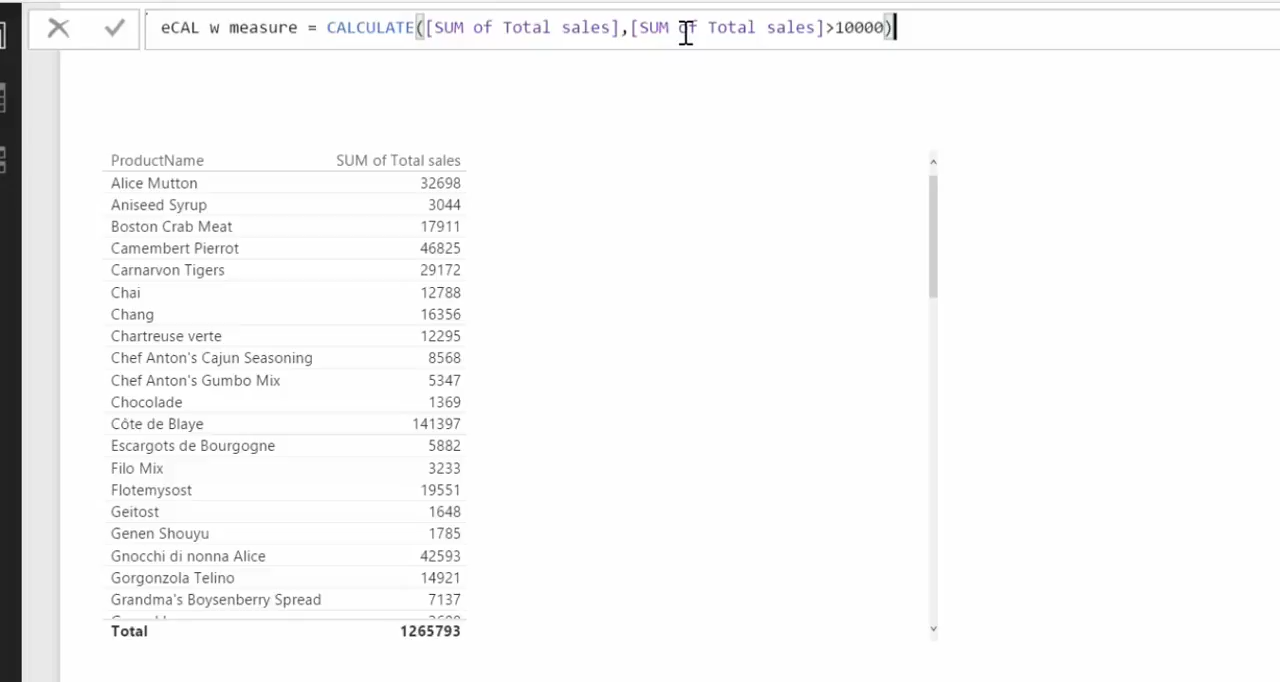 eCAL w measure = CALCULATE([SUM of Total sales],[SUM of Total sales]>10000)
ProductName SUM of Total sales
Alice Mutton 32698
Aniseed Syrup 3044
Boston Crab Meat 17911
Camembert Pierrot 46825
Carnarvon Tigers 29172
Chai 12788
Chang 16356
Chartreuse verte 12295
Chef Anton's Cajun Seasoning 8568
Chef Anton's Gumbo Mix 5347
Chocolade 1369
Côte de Blaye 141397
Escargots de Bourgogne 5882
Filo Mix 3233
Flotemysost 19551
Geitost 1648
Genen Shouyu 1785
Gnocchi di nonna Alice 42593
Gorgonzola Telino 14921
Grandma's Boysenberry Spread 7137
Total 1265793